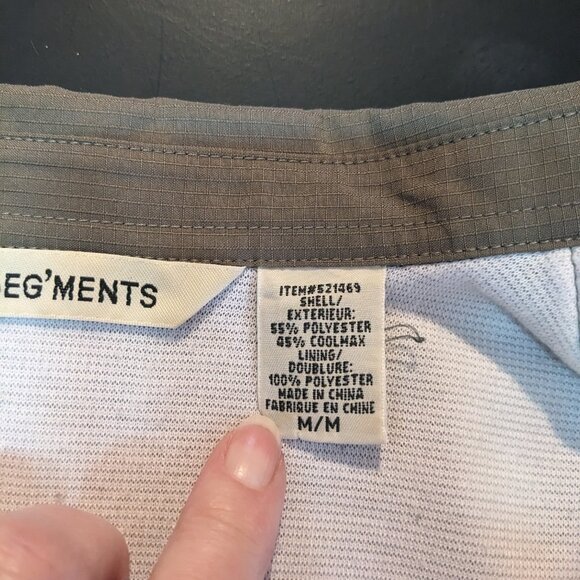 SEG'MENTS
ITEM#521469
SHELL/
EXTERIEUR:
55% POLYESTER
45% COOLMAX
LINING/
DOUBLURE:
100% POLYESTER
MADE IN CHINA
FABRIQUE EN CHINE
M/M